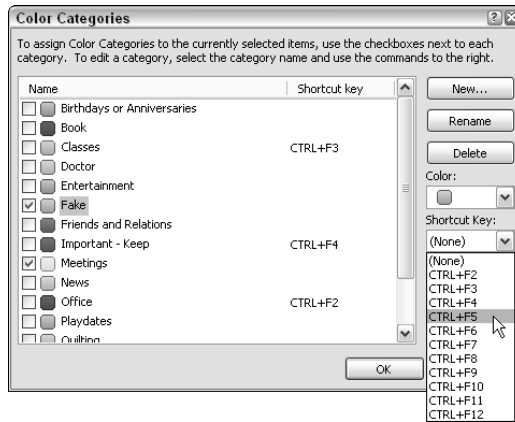 Color Categories
To assign Color Categories to the currently selected items, use the checkboxes next to each
category. To edit a category, select the category name and use the commands to the right.
Name Shortcut key
Birthdays or Anniversaries
Book
Classes CTRL+F3
Doctor
Entertainment
Fake
Friends and Relations
Important - Keep CTRL+F4
Meetings
News
Office CTRL+F2
Playdates
Quilting
New...
Rename
Delete
Color:
Shortcut Key:
(None)
(None)
CTRL+F2
CTRL+F3
CTRL+F4
CTRL+F5
CTRL+F6
CTRL+F7
CTRL+F8
CTRL+F9
CTRL+F10
CTRL+F11
CTRL+F12
OK